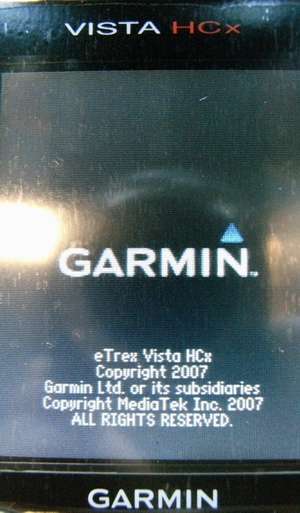 VISTA HCx
GARMIN™
eTrex Vista HCx
Copyright 2007
Garmin Ltd. or its subsidiaries
Copyright MediaTek Inc. 2007
ALL RIGHTS RESERVED.
GARMIN